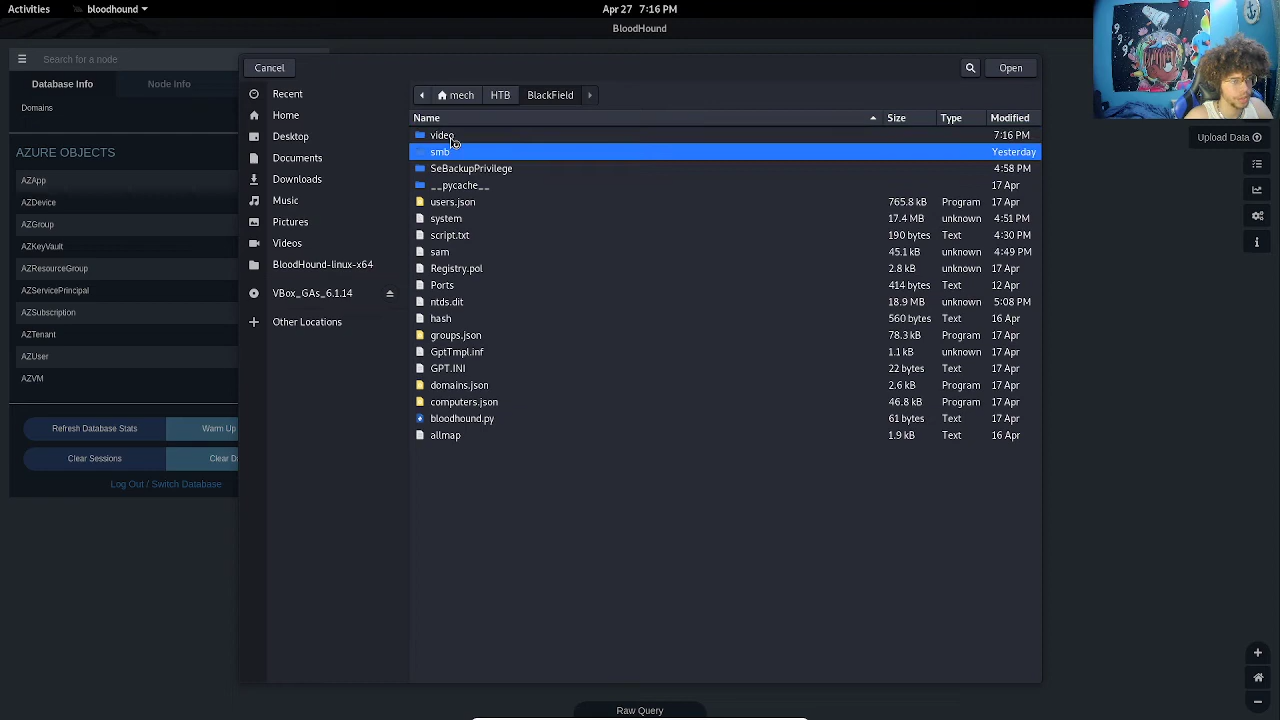 Activities bloodhound Apr 27 7:16 PM
BloodHound
Search for a node
Database Info Node Info
Domains
AZURE OBJECTS
AZApp
AZDevice
AZGroup
AZKeyVault
AZResourceGroup
AZServicePrincipal
AZSubscription
AZTenant
AZUser
AZVM
Refresh Database Stats Warm Up
Clear Sessions Clear D
Log Out / Switch Database
Cancel Open
Recent
Home
Desktop
Documents
Downloads
Music
Pictures
Videos
BloodHound-linux-x64
VBox_GAs_6.1.14
Other Locations
mech HTB BlackField
Name Size Type Modified
video 7:16 PM
smb Yesterday
SeBackupPrivilege 4:58 PM
__pycache__ 17 Apr
users.json 765.8 kB Program 17 Apr
system 17.4 MB unknown 4:51 PM
script.txt 190 bytes Text 4:30 PM
sam 45.1 kB unknown 4:49 PM
Registry.pol 2.8 kB unknown 17 Apr
Ports 414 bytes Text 12 Apr
ntds.dit 18.9 MB unknown 5:08 PM
hash 560 bytes Text 16 Apr
groups.json 78.3 kB Program 17 Apr
GptTmpl.inf 1.1 kB unknown 17 Apr
GPT.INI 22 bytes Text 17 Apr
domains.json 2.6 kB Program 17 Apr
computers.json 46.8 kB Program 17 Apr
bloodhound.py 61 bytes Text 17 Apr
allmap 1.9 kB Text 16 Apr
Upload Data
Raw Query